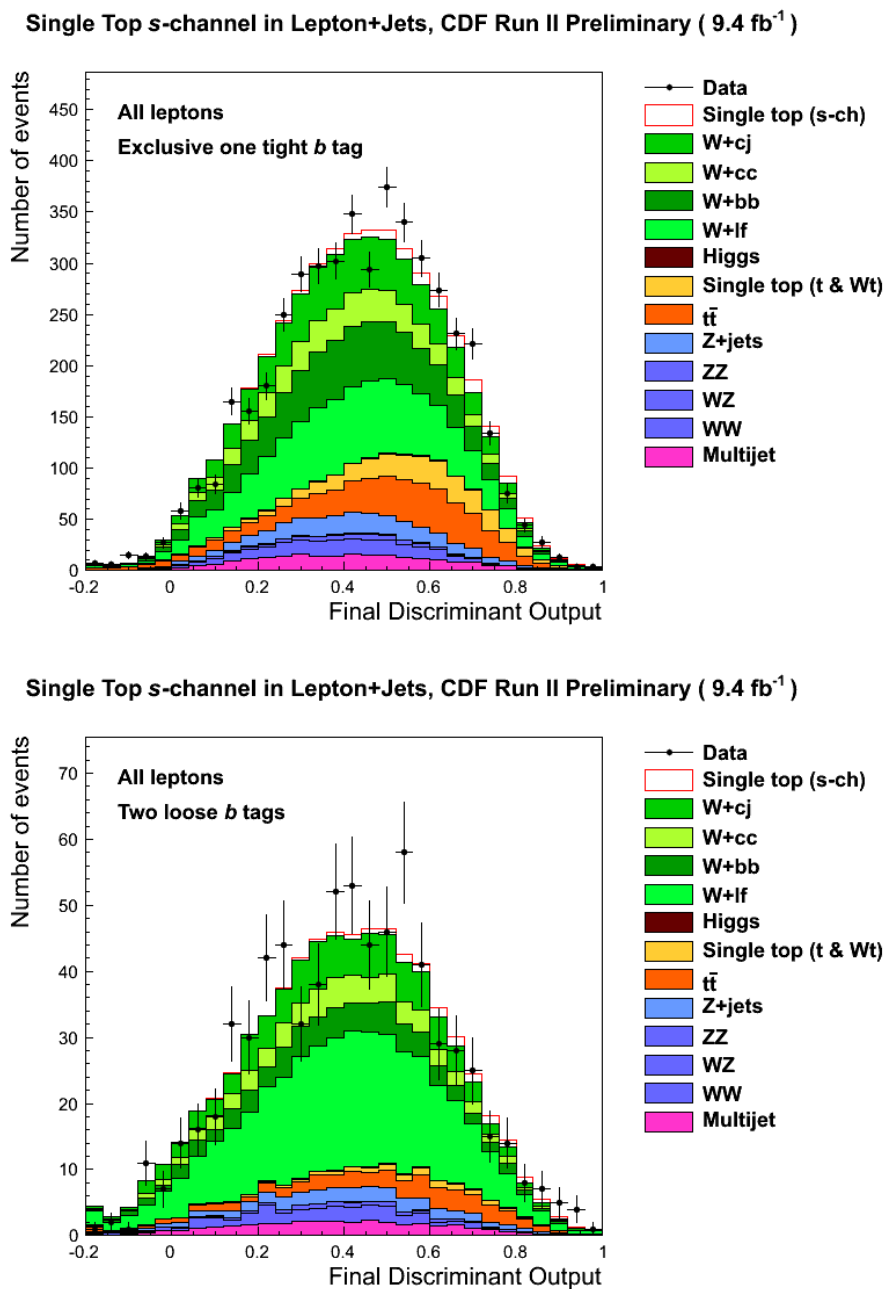 Single Top s-channel in Lepton+Jets, CDF Run II Preliminary ( 9.4 fb⁻¹ )
Number of events
450
400
350
300
250
200
150
100
50
0
All leptons
Exclusive one tight b tag
-0.2 0 0.2 0.4 0.6 0.8 1
Final Discriminant Output
Data
Single top (s-ch)
W+cj
W+cc
W+bb
W+lf
Higgs
Single top (t & Wt)
tt̄
Z+jets
ZZ
WZ
WW
Multijet
Single Top s-channel in Lepton+Jets, CDF Run II Preliminary ( 9.4 fb⁻¹ )
Number of events
70
60
50
40
30
20
10
0
All leptons
Two loose b tags
-0.2 0 0.2 0.4 0.6 0.8 1
Final Discriminant Output
Data
Single top (s-ch)
W+cj
W+cc
W+bb
W+lf
Higgs
Single top (t & Wt)
tt̄
Z+jets
ZZ
WZ
WW
Multijet